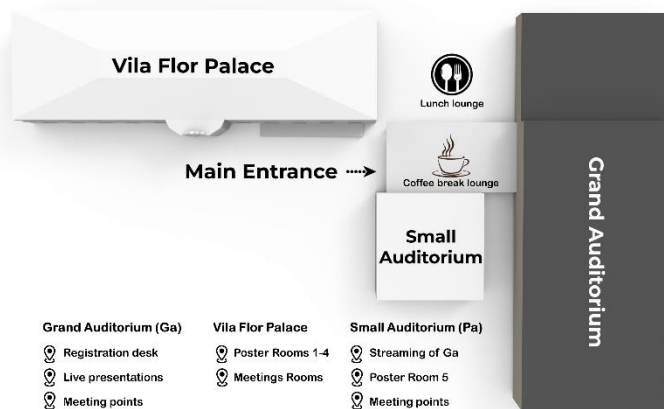 Vila Flor Palace
Lunch lounge
Main Entrance
Coffee break lounge
Small
Auditorium
Grand Auditorium
Grand Auditorium (Ga)
Registration desk
Live presentations
Meeting points
Vila Flor Palace
Poster Rooms 1-4
Meetings Rooms
Small Auditorium (Pa)
Streaming of Ga
Poster Room 5
Meeting points